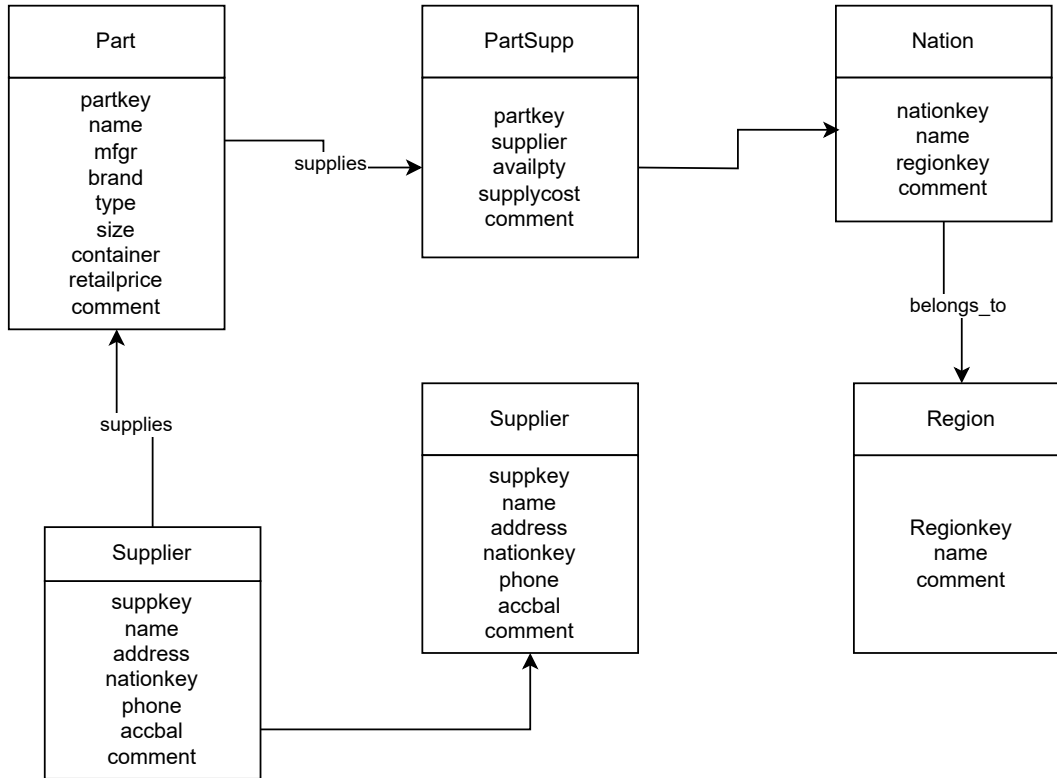 Part
partkey
name
mfgr
brand
type
size
container
retailprice
comment
supplies
PartSupp
partkey
supplier
availpty
supplycost
comment
Nation
nationkey
name
regionkey
comment
belongs_to
supplies
Supplier
suppkey
name
address
nationkey
phone
accbal
comment
Supplier
suppkey
name
address
nationkey
phone
accbal
comment
Region
Regionkey
name
comment